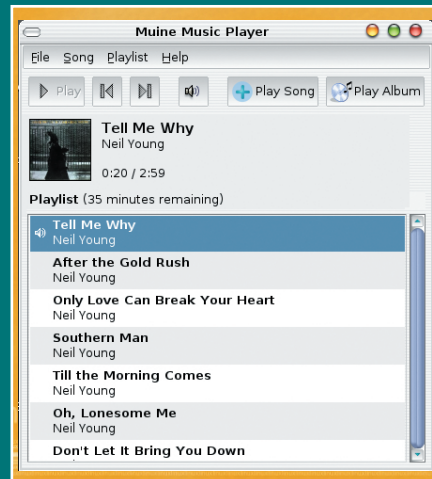 Muine Music Player
File Song Playlist Help
Play Play Song Play Album
Tell Me Why
Neil Young
0:20 / 2:59
Playlist (35 minutes remaining)
Tell Me Why
Neil Young
After the Gold Rush
Neil Young
Only Love Can Break Your Heart
Neil Young
Southern Man
Neil Young
Till the Morning Comes
Neil Young
Oh, Lonesome Me
Neil Young
Don't Let It Bring You Down